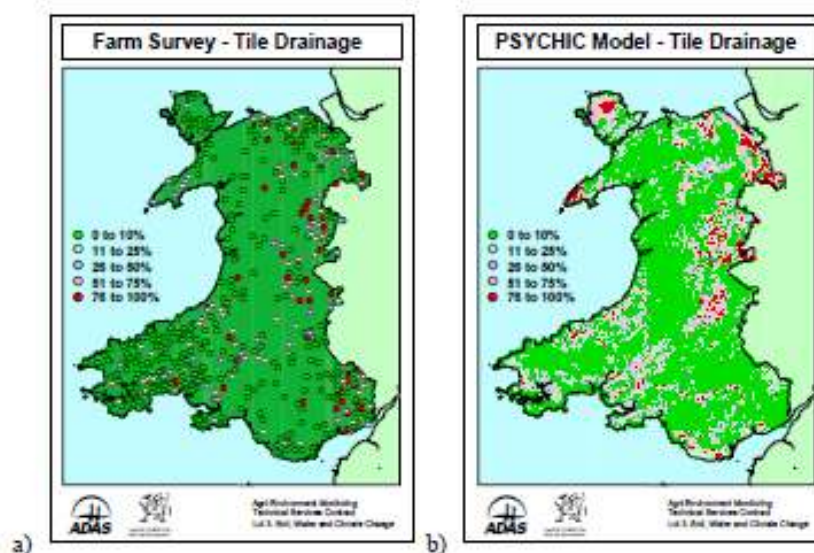 Farm Survey - Tile Drainage
0 to 10%
11 to 25%
26 to 50%
51 to 75%
76 to 100%
ADAS
Agri Environment Monitoring
Technical Services Contract
Lot 3. Soil, Water and Climate Change
a)
PSYCHIC Model - Tile Drainage
0 to 10%
11 to 25%
26 to 50%
51 to 75%
76 to 100%
ADAS
Agri Environment Monitoring
Technical Services Contract
Lot 3. Soil, Water and Climate Change
b)